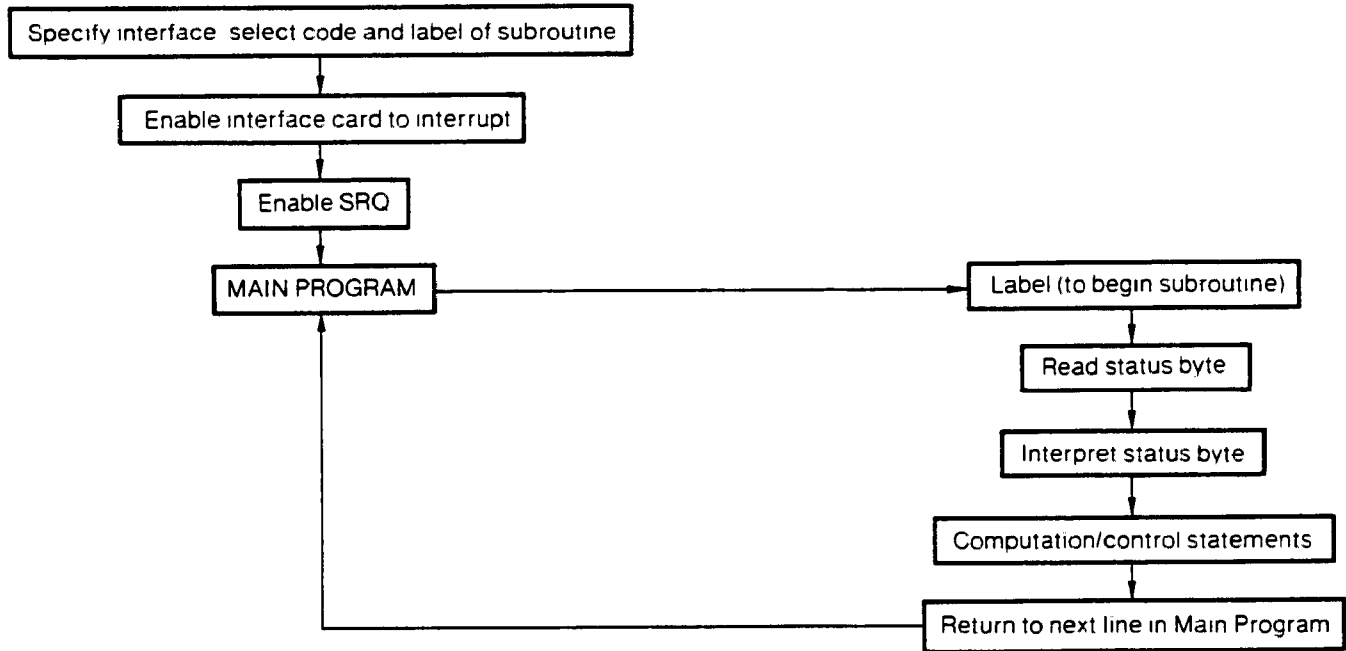 Specify interface select code and label of subroutine
Enable interface card to interrupt
Enable SRQ
MAIN PROGRAM
Label (to begin subroutine)
Read status byte
Interpret status byte
Computation/control statements
Return to next line in Main Program